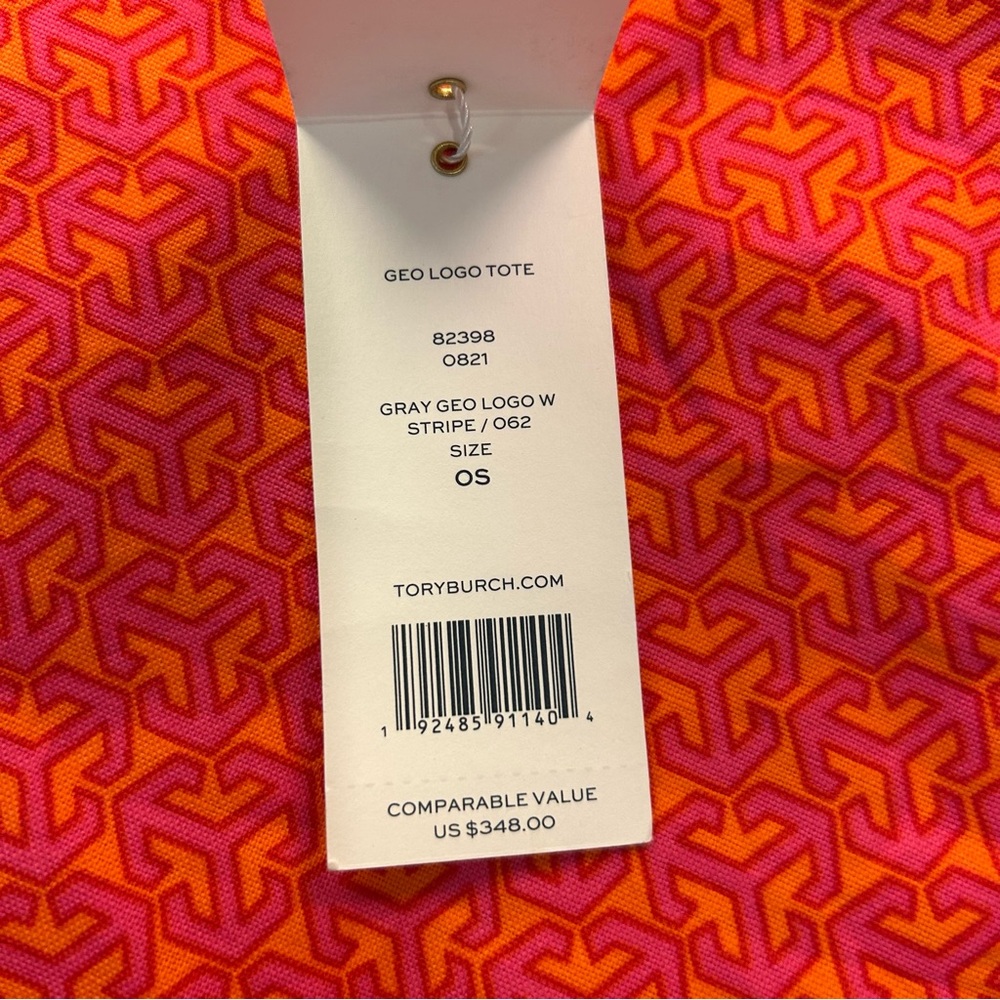 GEO LOGO TOTE
82398
0821
GRAY GEO LOGO W
STRIPE / 062
SIZE
OS
TORYBURCH.COM
1 92485 91140 4
COMPARABLE VALUE
US $348.00